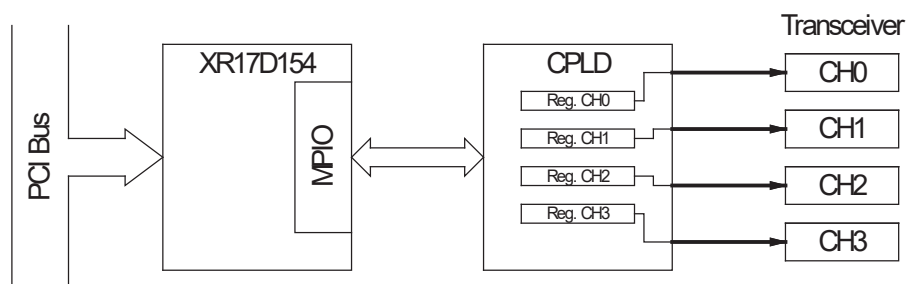 Transceiver
XR17D154
CPLD
CH0
Reg. CH0
CH1
Reg. CH1
PCI Bus
MPIO
Reg. CH2
CH2
Reg. CH3
CH3